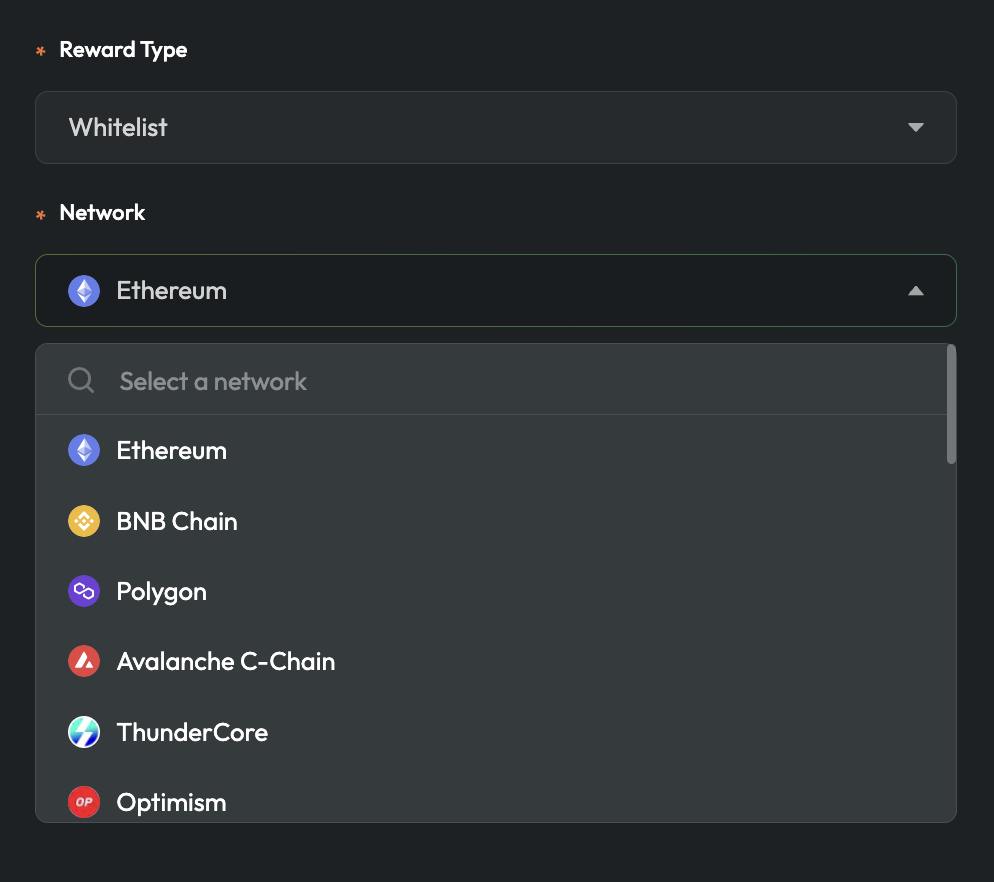 * Reward Type
Whitelist
* Network
Ethereum
Select a network
Ethereum
BNB Chain
Polygon
Avalanche C-Chain
ThunderCore
OP Optimism